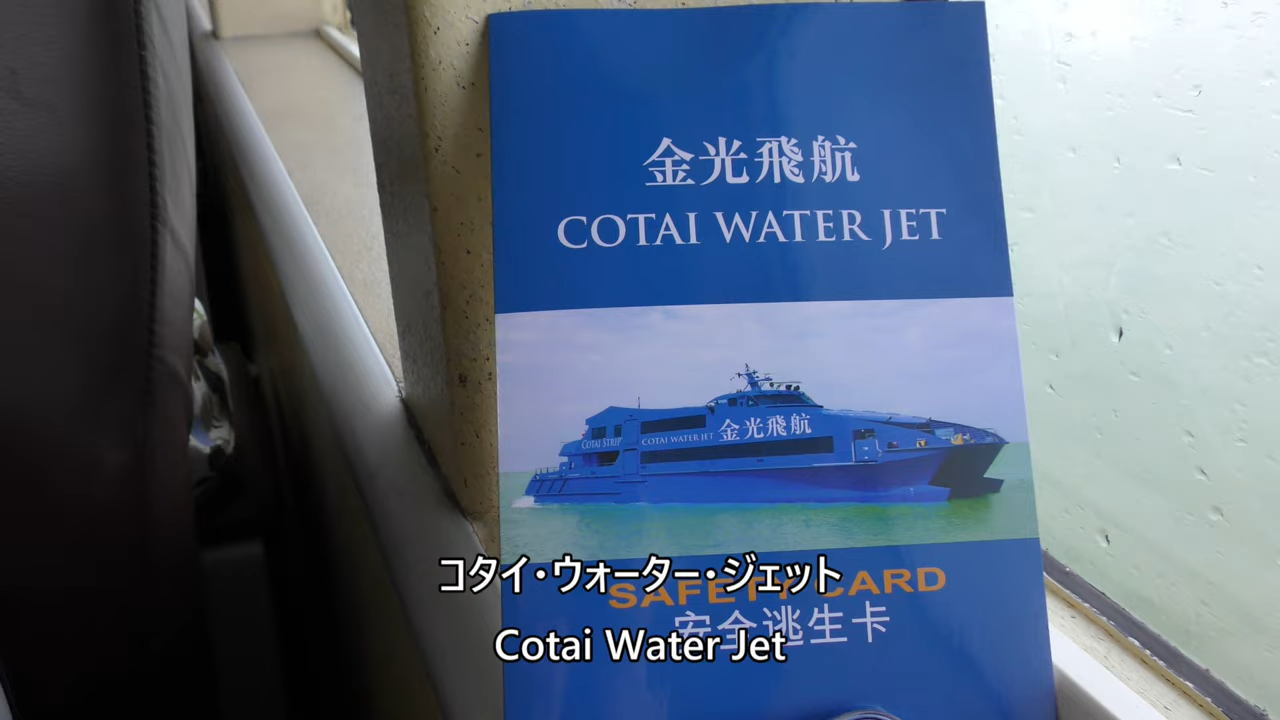 金光飛航
COTAI WATER JET
COTAI STRIP
COTAI WATER JET 金光飛航
SAFETY CARD
安全逃生卡
コタイ・ウォーター・ジェット
Cotai Water Jet